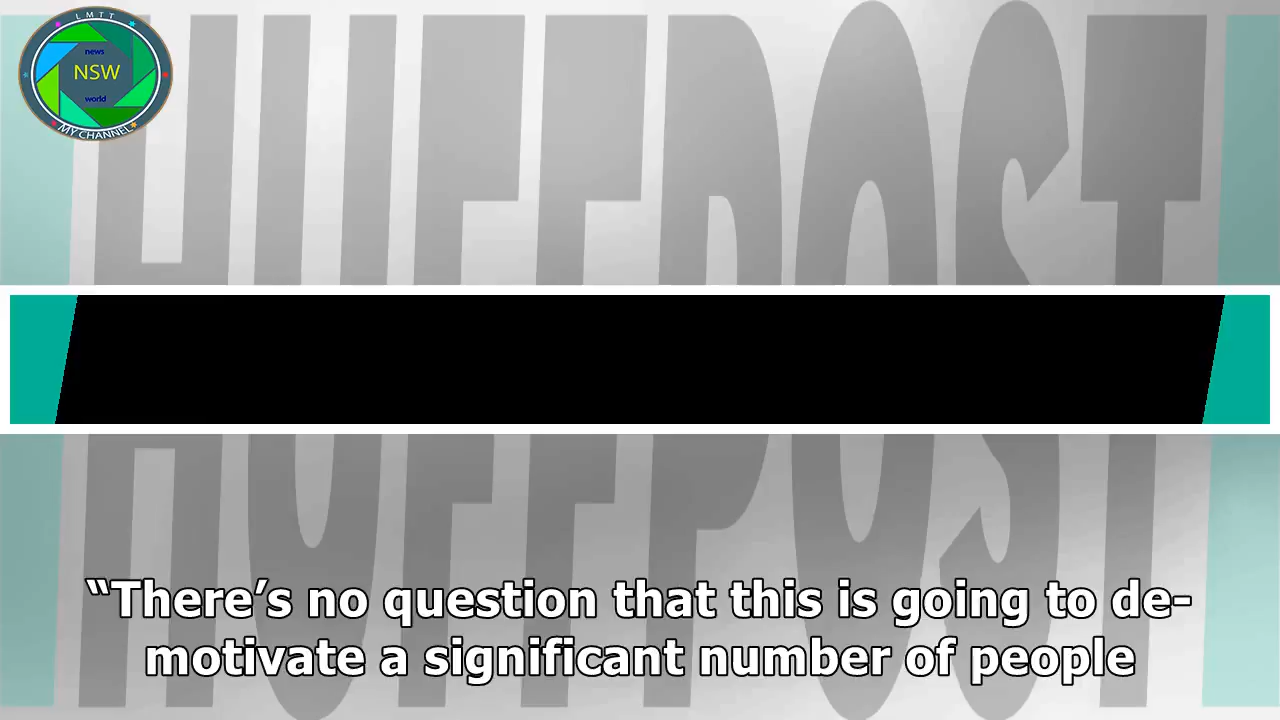 LMTT
news
NSW
world
MY CHANNEL
HUFFPOST
“There’s no question that this is going to de-
motivate a significant number of people